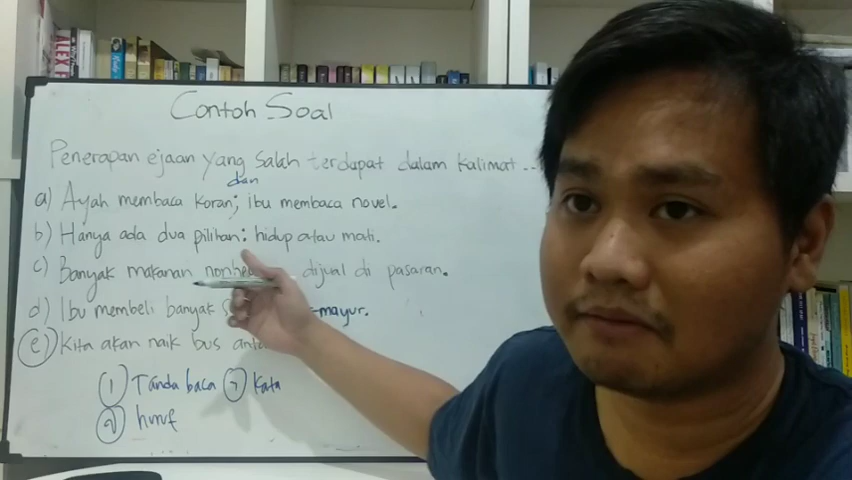 Contoh Soal
Penerapan ejaan yang salah terdapat dalam kalimat...
dan
a) Ayah membaca koran; ibu membaca novel.
b) Hanya ada dua pilihan: hidup atau mati.
c) Banyak makanan dijual di pasaran.
d) Ibu membeli banyak -mayur.
e) Kita akan naik bus
1 Tanda baca 3 Kata
2 huruf
ALEX